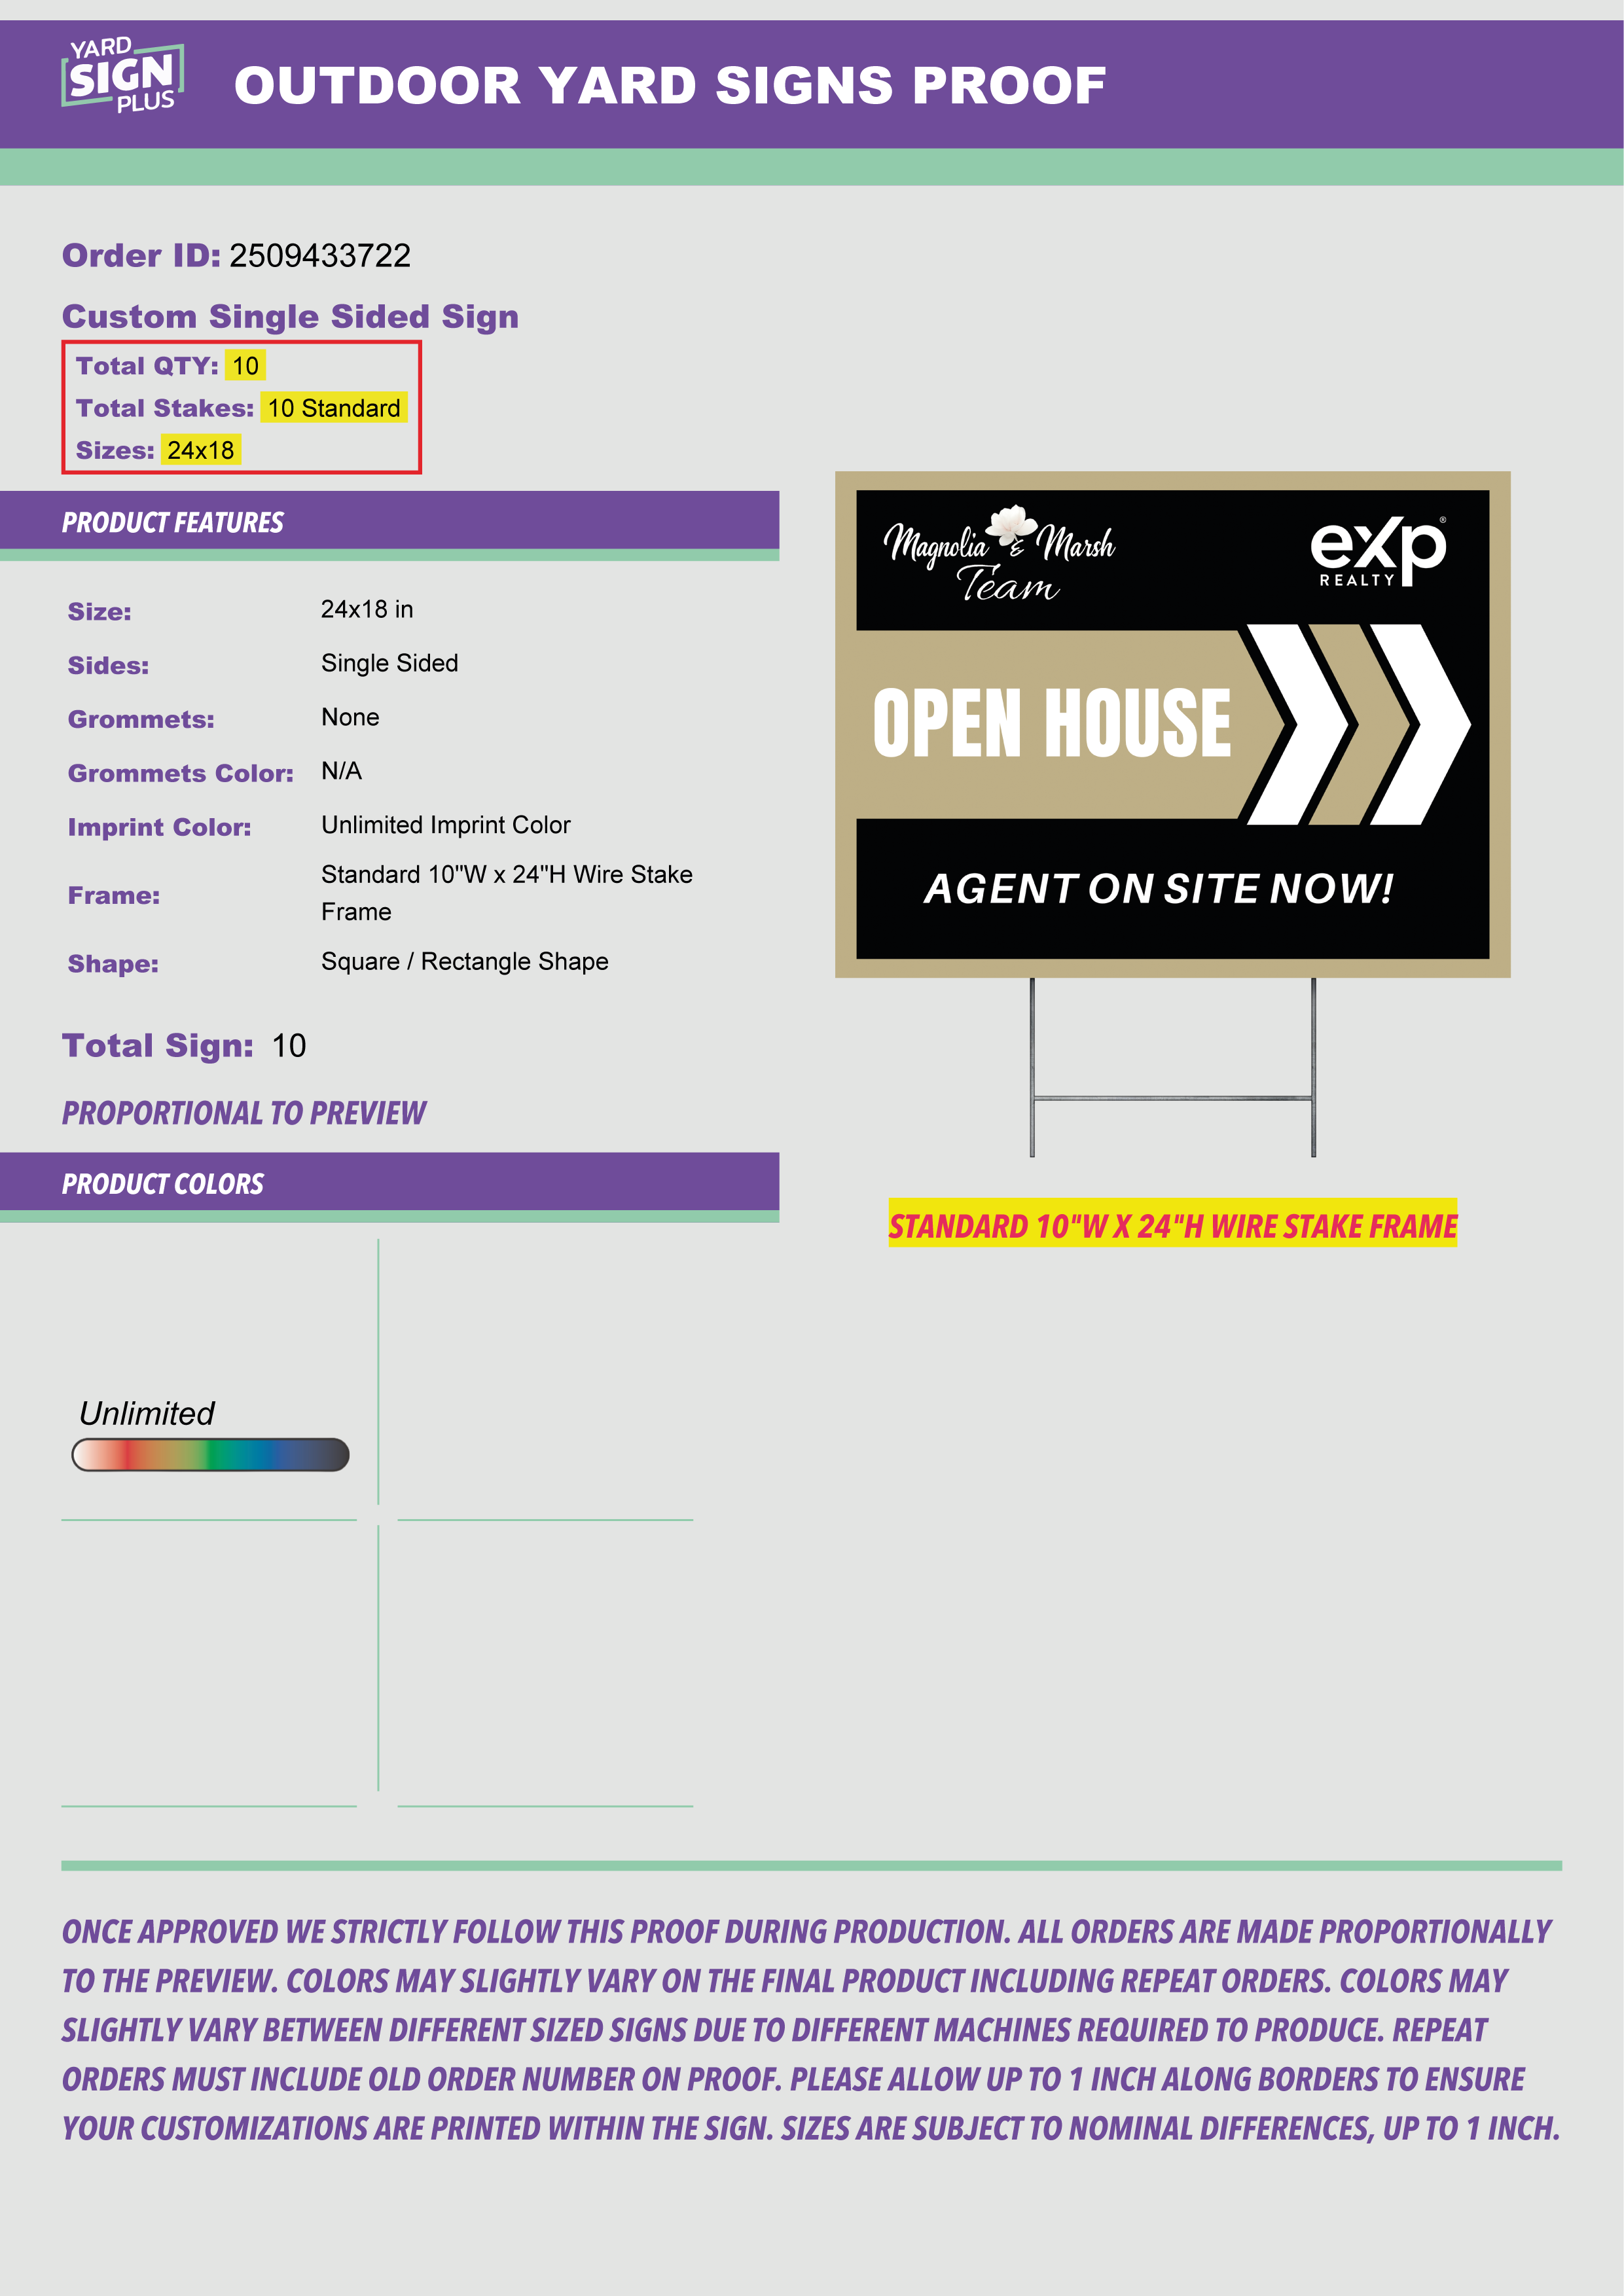 YARD
SIGN
PLUS
OUTDOOR YARD SIGNS PROOF
Order ID: 2509433722
Custom Single Sided Sign
Total QTY: 10
Total Stakes: 10 Standard
Sizes: 24x18
PRODUCT FEATURES
Size: 24x18 in
Sides: Single Sided
Grommets: None
Grommets Color: N/A
Imprint Color: Unlimited Imprint Color
Frame: Standard 10"W x 24"H Wire Stake
Frame
Shape: Square / Rectangle Shape
Total Sign: 10
PROPORTIONAL TO PREVIEW
PRODUCT COLORS
Unlimited
Magnolia & Marsh
Team
eXp®
REALTY
OPEN HOUSE
AGENT ON SITE NOW!
STANDARD 10"W X 24"H WIRE STAKE FRAME
ONCE APPROVED WE STRICTLY FOLLOW THIS PROOF DURING PRODUCTION. ALL ORDERS ARE MADE PROPORTIONALLY
TO THE PREVIEW. COLORS MAY SLIGHTLY VARY ON THE FINAL PRODUCT INCLUDING REPEAT ORDERS. COLORS MAY
SLIGHTLY VARY BETWEEN DIFFERENT SIZED SIGNS DUE TO DIFFERENT MACHINES REQUIRED TO PRODUCE. REPEAT
ORDERS MUST INCLUDE OLD ORDER NUMBER ON PROOF. PLEASE ALLOW UP TO 1 INCH ALONG BORDERS TO ENSURE
YOUR CUSTOMIZATIONS ARE PRINTED WITHIN THE SIGN. SIZES ARE SUBJECT TO NOMINAL DIFFERENCES, UP TO 1 INCH.